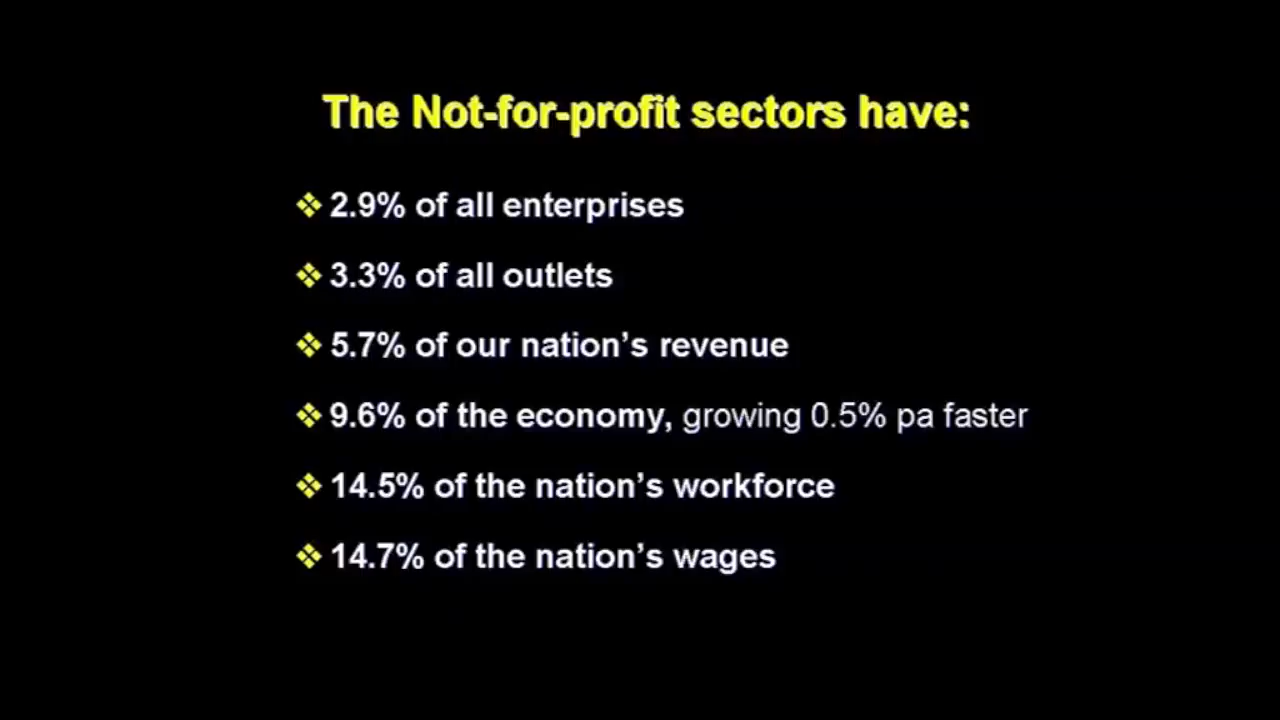 The Not-for-profit sectors have:
❖ 2.9% of all enterprises
❖ 3.3% of all outlets
❖ 5.7% of our nation’s revenue
❖ 9.6% of the economy, growing 0.5% pa faster
❖ 14.5% of the nation’s workforce
❖ 14.7% of the nation’s wages